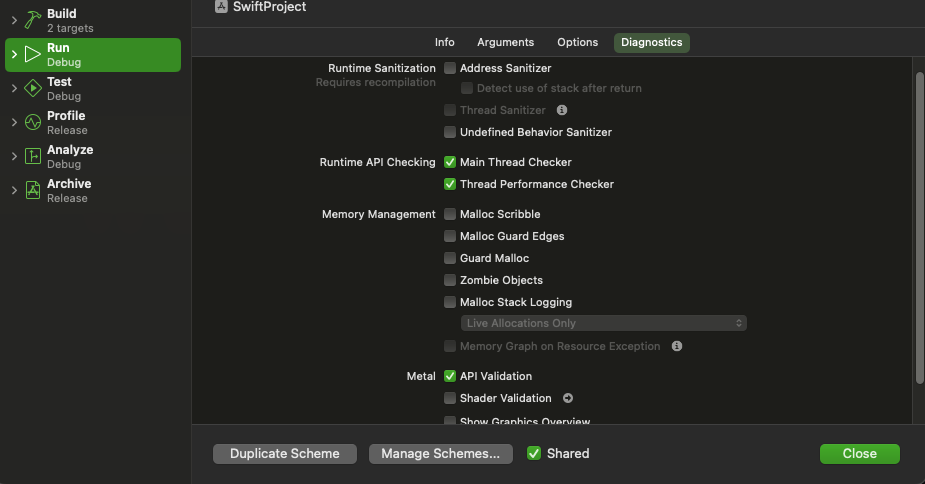 SwiftProject
Build
2 targets
Run
Debug
Test
Debug
Profile
Release
Analyze
Debug
Archive
Release
Info Arguments Options Diagnostics
Runtime Sanitization Address Sanitizer
Requires recompilation
Detect use of stack after return
Thread Sanitizer
Undefined Behavior Sanitizer
Runtime API Checking Main Thread Checker
Thread Performance Checker
Memory Management Malloc Scribble
Malloc Guard Edges
Guard Malloc
Zombie Objects
Malloc Stack Logging
Live Allocations Only
Memory Graph on Resource Exception
Metal API Validation
Shader Validation
Show Graphics Overview
Duplicate Scheme Manage Schemes... Shared Close